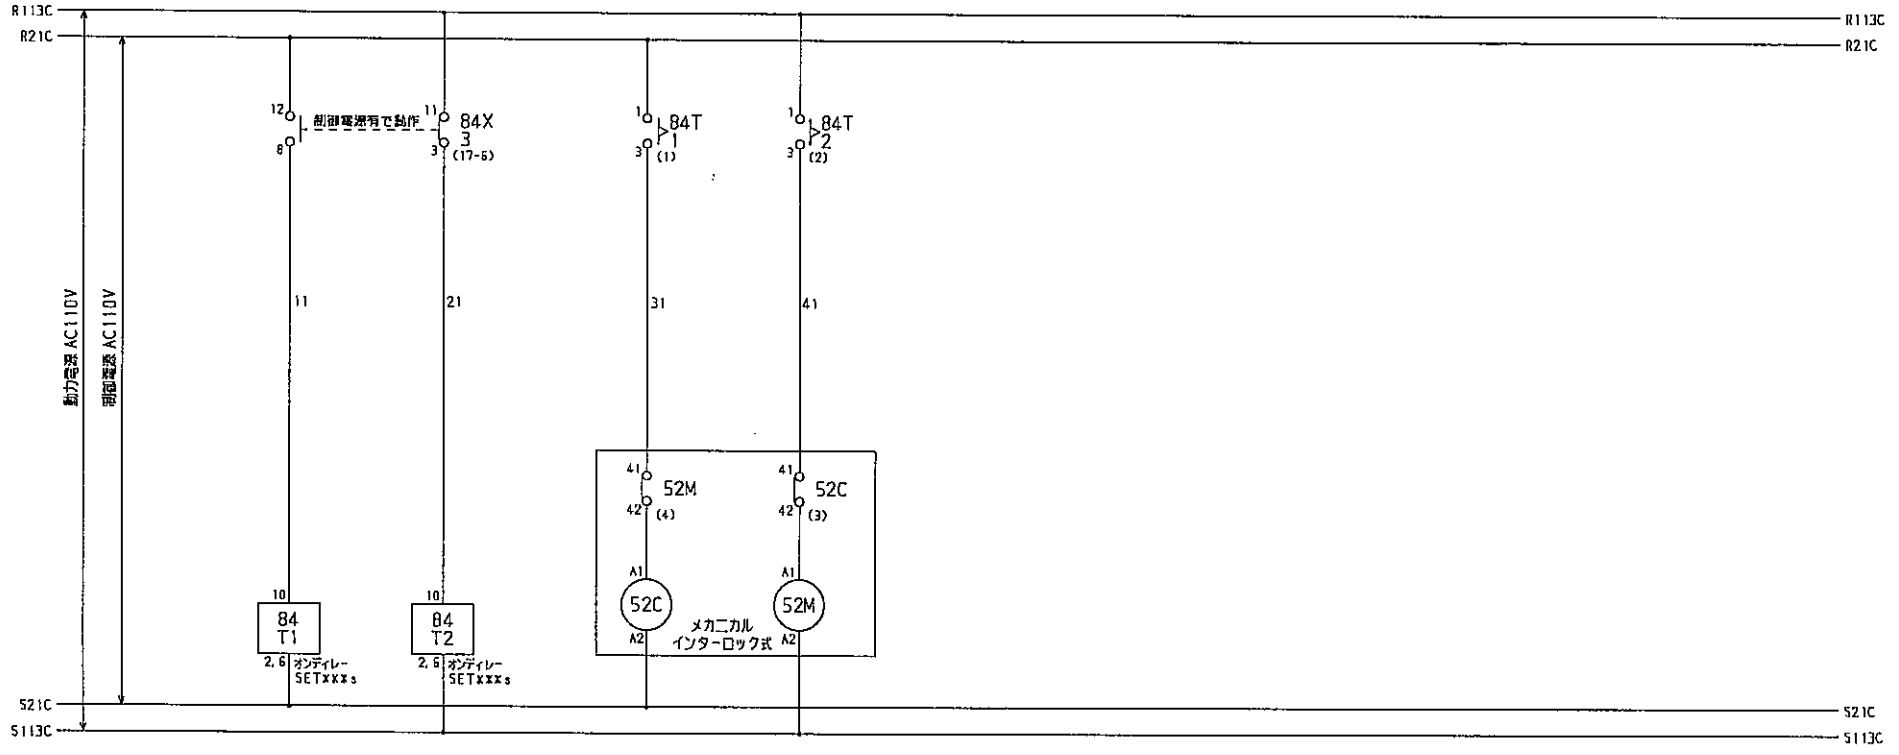 R113C
R113C
R21C
R21C
12
制御電源有で動作
11
84X
3
8
3
(17-6)
1
84T
1
3
(1)
1
84T
2
3
(2)
動力電源 AC110V
制御電源 AC110V
11
21
31
41
41
52M
42
(4)
41
52C
42
(3)
10
84
T1
2, 6
オンディレー
SET***s
10
84
T2
2, 6
オンディレー
SET***s
A1
52C
A2
A1
52M
A2
メカニカル
インターロック式
S21C
S21C
S113C
S113C